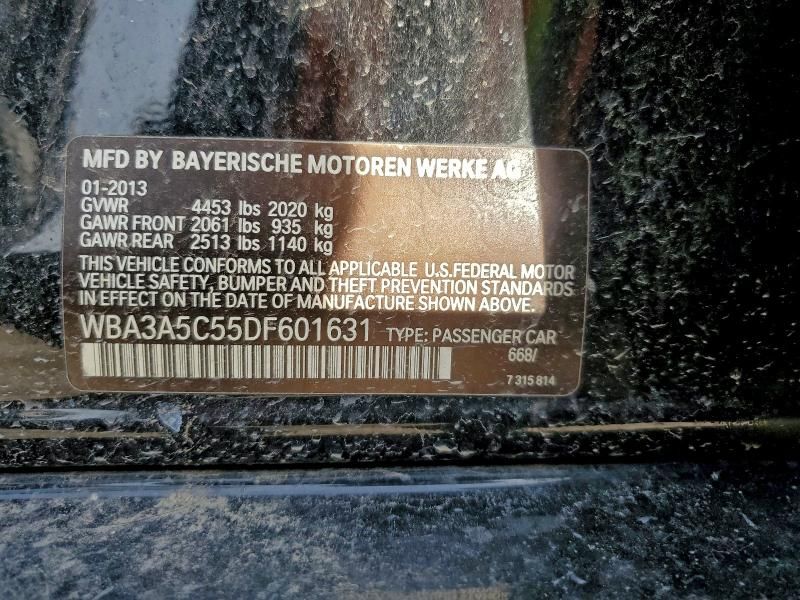 MFD BY BAYERISCHE MOTOREN WERKE AG
01-2013
GVWR 4453 lbs 2020 kg
GAWR FRONT 2061 lbs 935 kg
GAWR REAR 2513 lbs 1140 kg
THIS VEHICLE CONFORMS TO ALL APPLICABLE U.S.FEDERAL MOTOR
VEHICLE SAFETY, BUMPER AND THEFT PREVENTION STANDARDS
IN EFFECT ON THE DATE OF MANUFACTURE SHOWN ABOVE.
WBA3A5C55DF601631 TYPE: PASSENGER CAR
668/
7 315 814